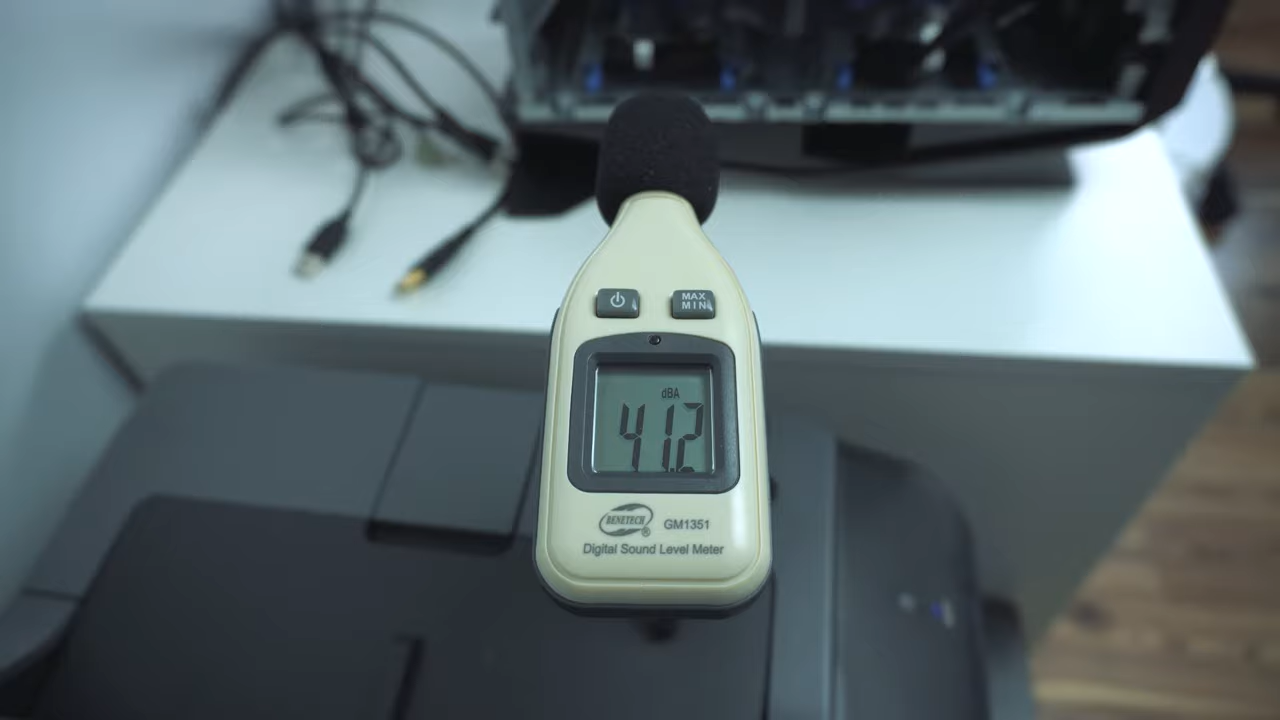 MAX
MIN
dBA
41.2
BENETECH ®
GM1351
Digital Sound Level Meter